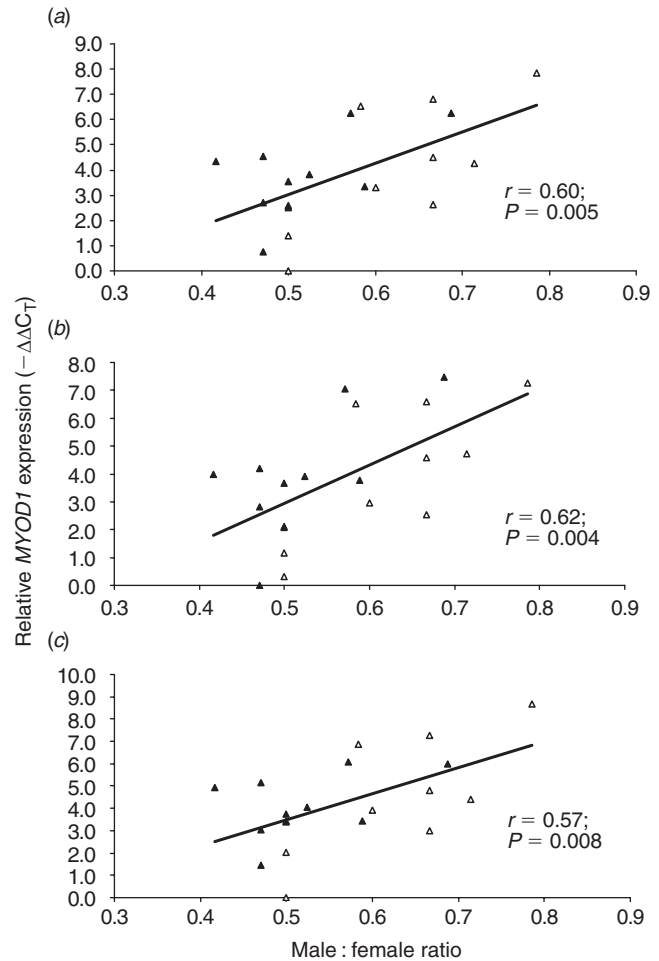 (a)
9.0
8.0
7.0
6.0
5.0
4.0
3.0
2.0
1.0
0.0
0.3 0.4 0.5 0.6 0.7 0.8 0.9
r = 0.60;
P = 0.005
Relative MYOD1 expression (−ΔΔC_T)
(b)
8.0
7.0
6.0
5.0
4.0
3.0
2.0
1.0
0.0
0.3 0.4 0.5 0.6 0.7 0.8 0.9
r = 0.62;
P = 0.004
(c)
10.0
9.0
8.0
7.0
6.0
5.0
4.0
3.0
2.0
1.0
0.0
0.3 0.4 0.5 0.6 0.7 0.8 0.9
r = 0.57;
P = 0.008
Male : female ratio